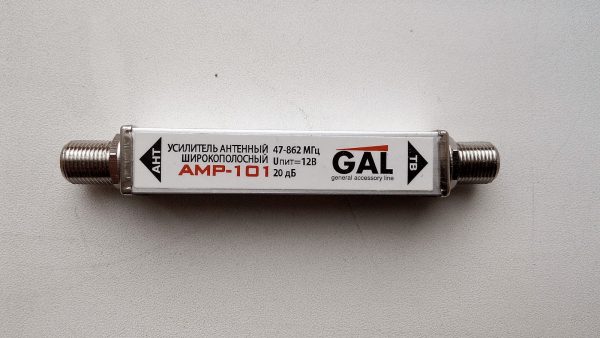 АНТ
УСИЛИТЕЛЬ АНТЕННЫЙ 47-862 МГц
ШИРОКОПОЛОСНЫЙ Uпит=12В
AMP-101 20 дБ
GAL
general accessory line
ТВ